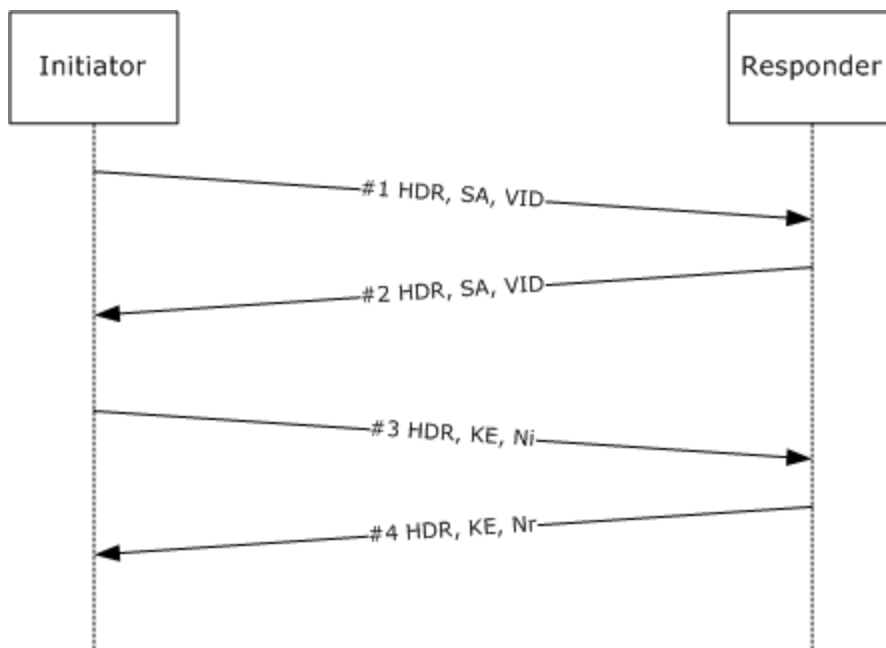 Initiator
Responder
#1 HDR, SA, VID
#2 HDR, SA, VID
#3 HDR, KE, Ni
#4 HDR, KE, Nr